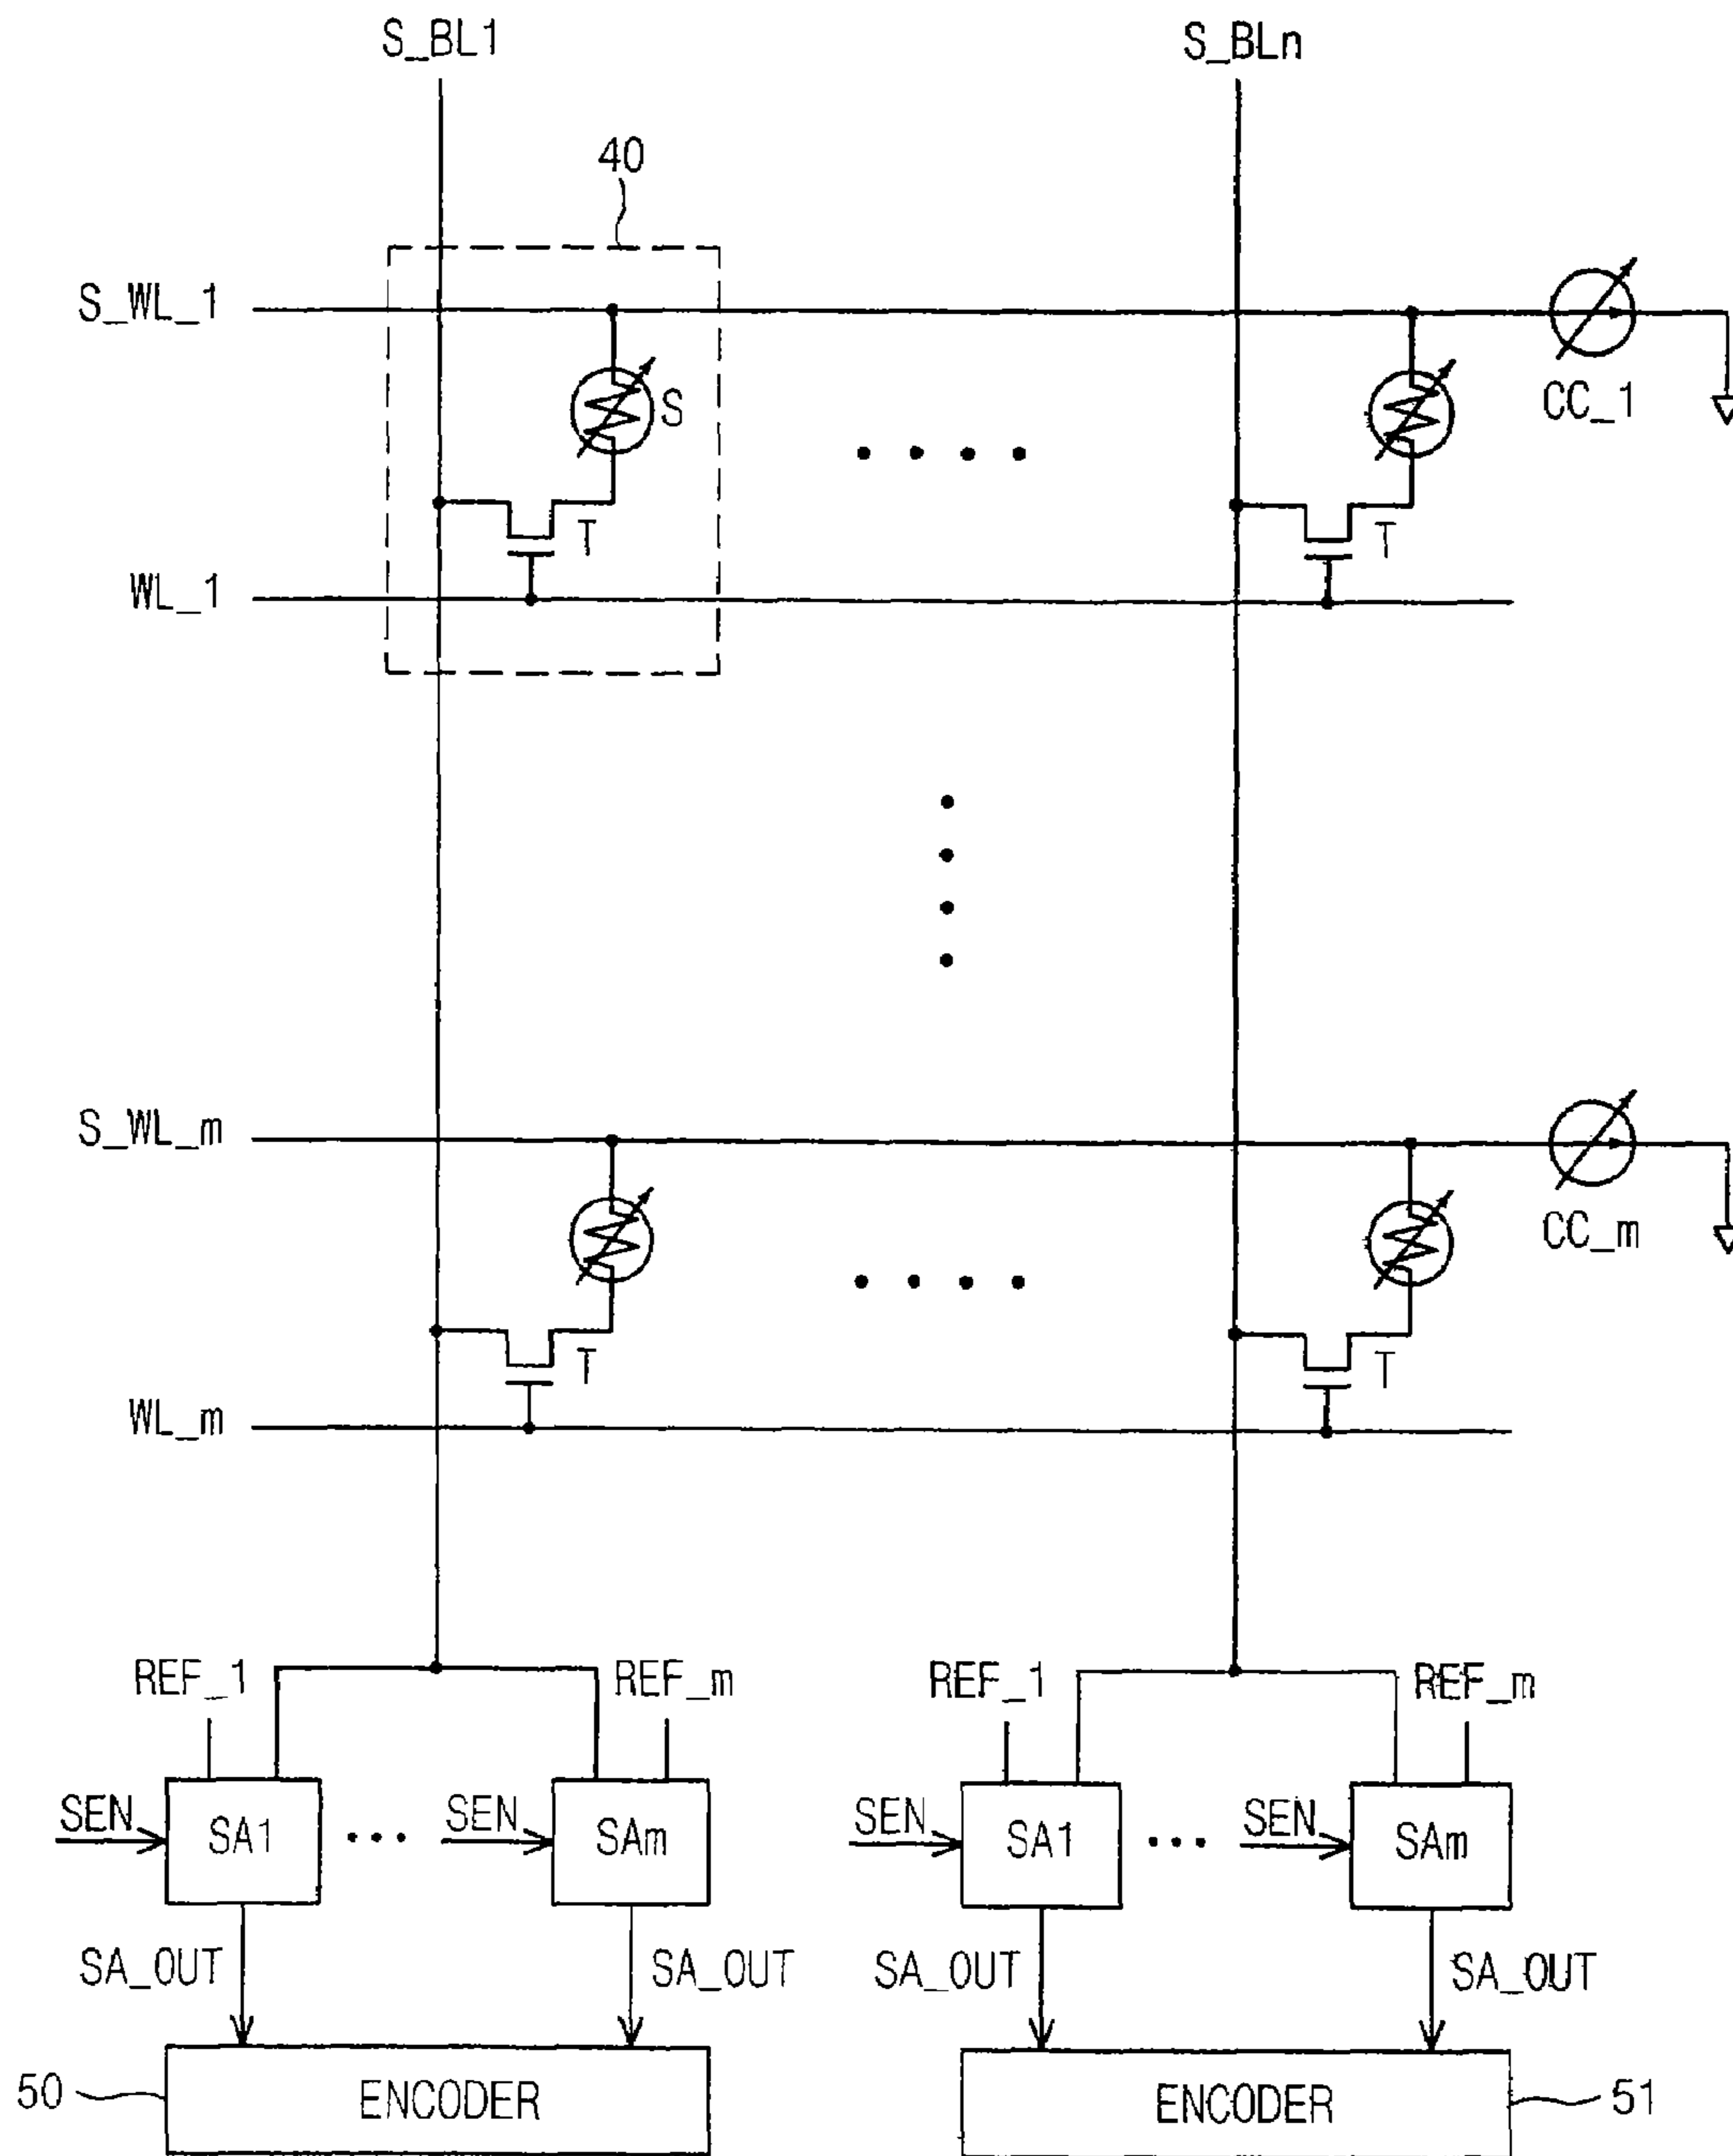 S_BL1 S_BLn
40
S_WL_1
S
CC_1
T T
WL_1
S_WL_m
CC_m
T T
WL_m
REF_1 REF_m REF_1 REF_m
SEN SA1 SEN SAm SEN SA1 SEN SAm
SA_OUT SA_OUT SA_OUT SA_OUT
50 ENCODER ENCODER 51